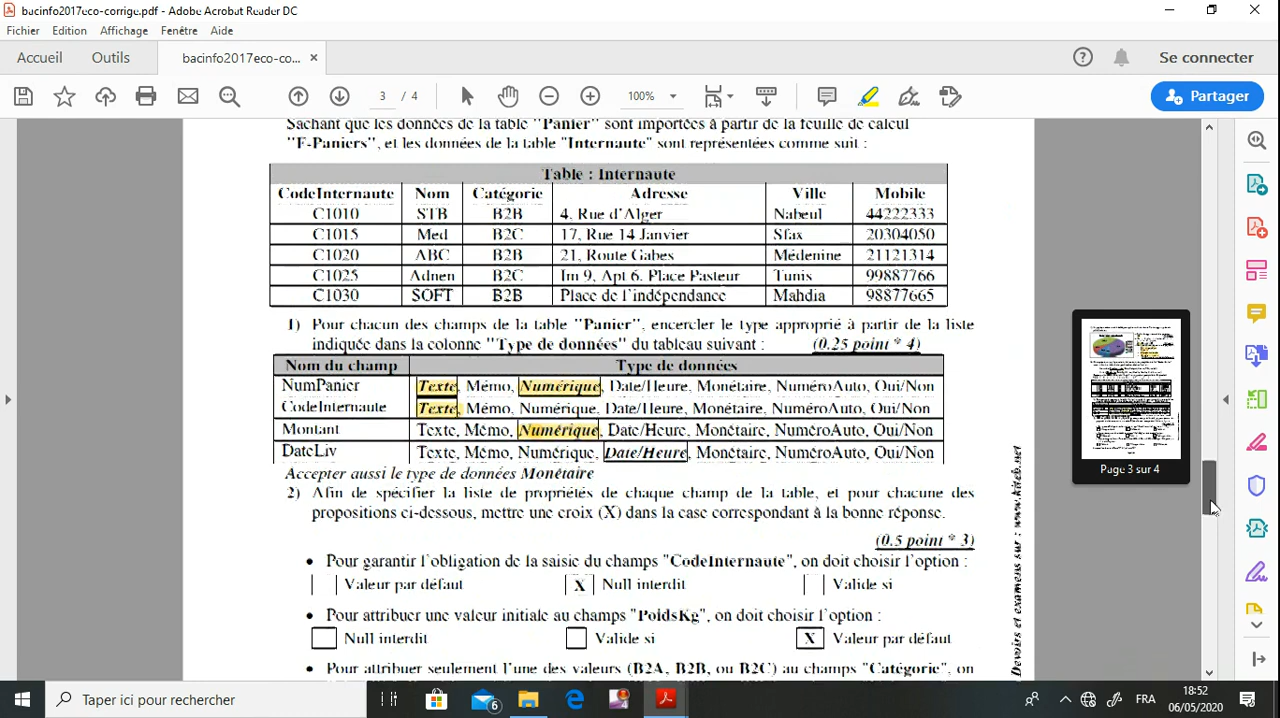 bacinfo2017eco-corrige.pdf - Adobe Acrobat Reader DC
Fichier Edition Affichage Fenêtre Aide
Accueil Outils bacinfo2017eco-co... × Se connecter
3 / 4 100% Partager
Sachant que les données de la table "Panier" sont importées à partir de la feuille de calcul
"F-Paniers", et les données de la table "Internaute" sont représentées comme suit :
Table : Internaute
CodeInternaute Nom Catégorie Adresse Ville Mobile
C1010 STB B2B 4, Rue d'Alger Nabeul 44222333
C1015 Med B2C 17, Rue 14 Janvier Sfax 20304050
C1020 ABC B2B 21, Route Gabes Médenine 21121314
C1025 Adnen B2C Im 9, Apt 6, Place Pasteur Tunis 99887766
C1030 SOFT B2B Place de l'indépendance Mahdia 98877665
1) Pour chacun des champs de la table "Panier", encercler le type approprié à partir de la liste
indiquée dans la colonne "Type de données" du tableau suivant : (0.25 point * 4)
Nom du champ Type de données
NumPanier Texte, Mémo, Numérique, Date/Heure, Monétaire, NuméroAuto, Oui/Non
CodeInternaute Texte, Mémo, Numérique, Date/Heure, Monétaire, NuméroAuto, Oui/Non
Montant Texte, Mémo, Numérique, Date/Heure, Monétaire, NuméroAuto, Oui/Non
DateLiv Texte, Mémo, Numérique, Date/Heure, Monétaire, NuméroAuto, Oui/Non
Accepter aussi le type de données Monétaire
2) Afin de spécifier la liste de propriétés de chaque champ de la table, et pour chacune des
propositions ci-dessous, mettre une croix (X) dans la case correspondant à la bonne réponse.
(0.5 point * 3)
• Pour garantir l'obligation de la saisie du champs "CodeInternaute", on doit choisir l'option :
Valeur par défaut X Null interdit Valide si
• Pour attribuer une valeur initiale au champs "PoidsKg", on doit choisir l'option :
Null interdit Valide si X Valeur par défaut
• Pour attribuer seulement l'une des valeurs (B2A, B2B, ou B2C) au champs "Catégorie", on
Devoirs et examens sur : www.kiteb.net
Page 3 sur 4
Taper ici pour rechercher 6 FRA 18:52
06/05/2020